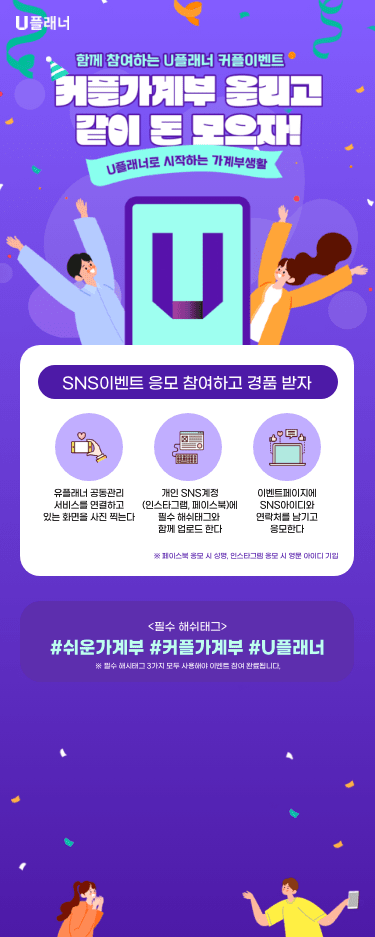 U플래너
함께 참여하는 U플래너 커플이벤트
커플가계부 올리고
같이 돈 모으자!
U플래너로 시작하는 가계부생활
U
SNS이벤트 응모 참여하고 경품 받자
유플래너 공동관리
서비스를 연결하고
있는 화면을 사진 찍는다
개인 SNS계정
(인스타그램, 페이스북)에
필수 해쉬태그와
함께 업로드 한다
이벤트페이지에
SNS아이디와
연락처를 남기고
응모한다
※ 페이스북 응모 시 성명, 인스타그램 응모 시 영문 아이디 기입
<필수 해쉬태그>
#쉬운가계부 #커플가계부 #U플래너
※ 필수 해시태그 3가지 모두 사용해야 이벤트 참여 완료됩니다.